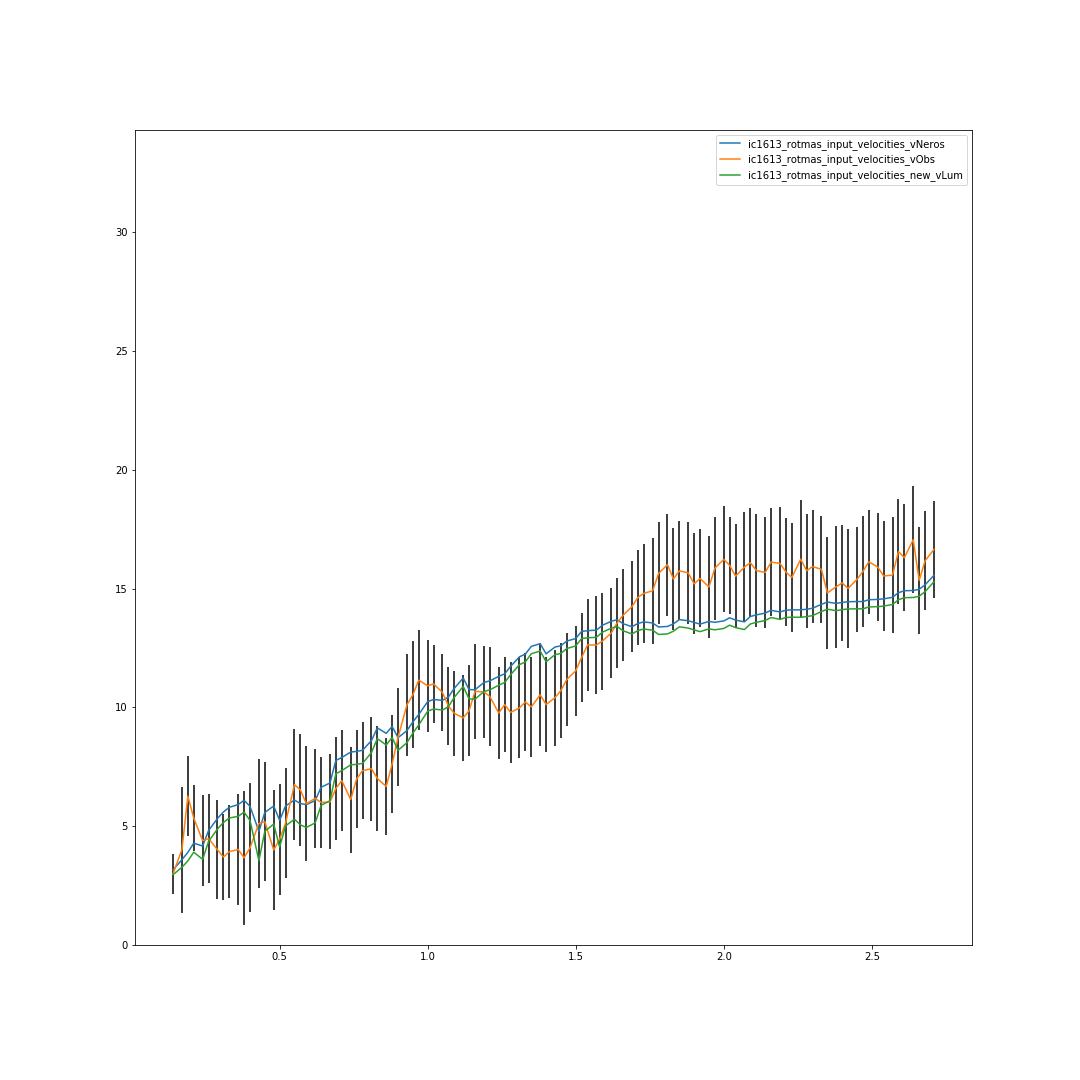 ic1613_rotmas_input_velocities_vNeros
ic1613_rotmas_input_velocities_vObs
ic1613_rotmas_input_velocities_new_vLum
30
25
20
15
10
5
0
0.5 1.0 1.5 2.0 2.5